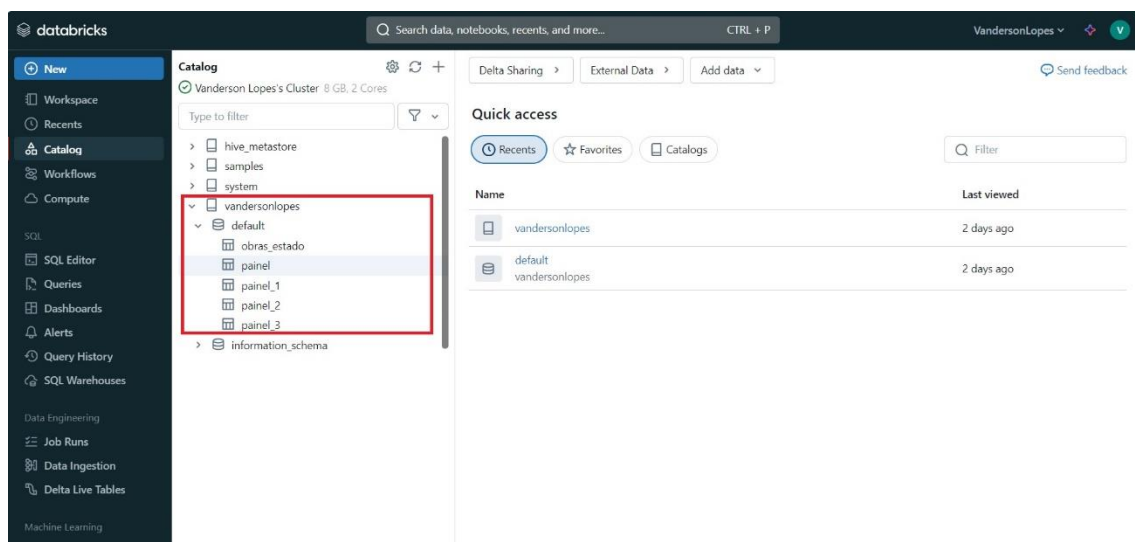 databricks
Search data, notebooks, recents, and more... CTRL + P
VandersonLopes
V
New
Workspace
Recents
Catalog
Workflows
Compute
SQL
SQL Editor
Queries
Dashboards
Alerts
Query History
SQL Warehouses
Data Engineering
Job Runs
Data Ingestion
Delta Live Tables
Machine Learning
Catalog
Vanderson Lopes's Cluster 8 GB, 2 Cores
Type to filter
hive_metastore
samples
system
vandersonlopes
default
obras_estado
painel
painel_1
painel_2
painel_3
information_schema
Delta Sharing
External Data
Add data
Send feedback
Quick access
Recents
Favorites
Catalogs
Filter
Name Last viewed
vandersonlopes 2 days ago
default
vandersonlopes
2 days ago